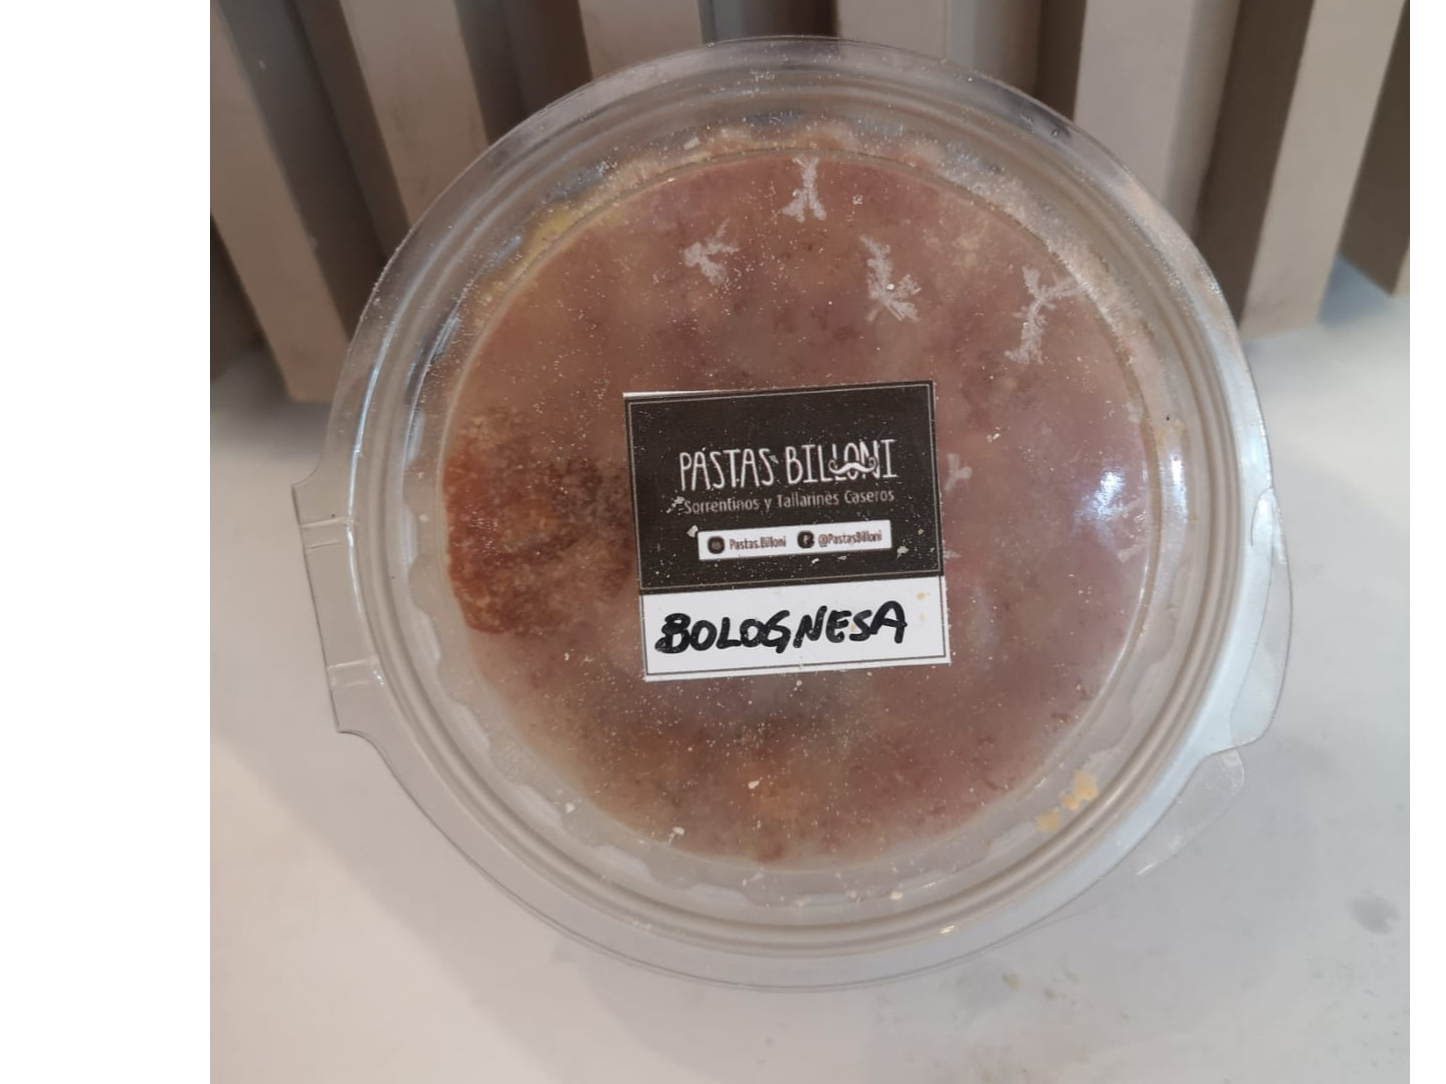 PASTAS BILLONI
Sorrentinos y Tallarines Caseros
Pastas.Billoni @PastasBilloni
BOLOGNESA